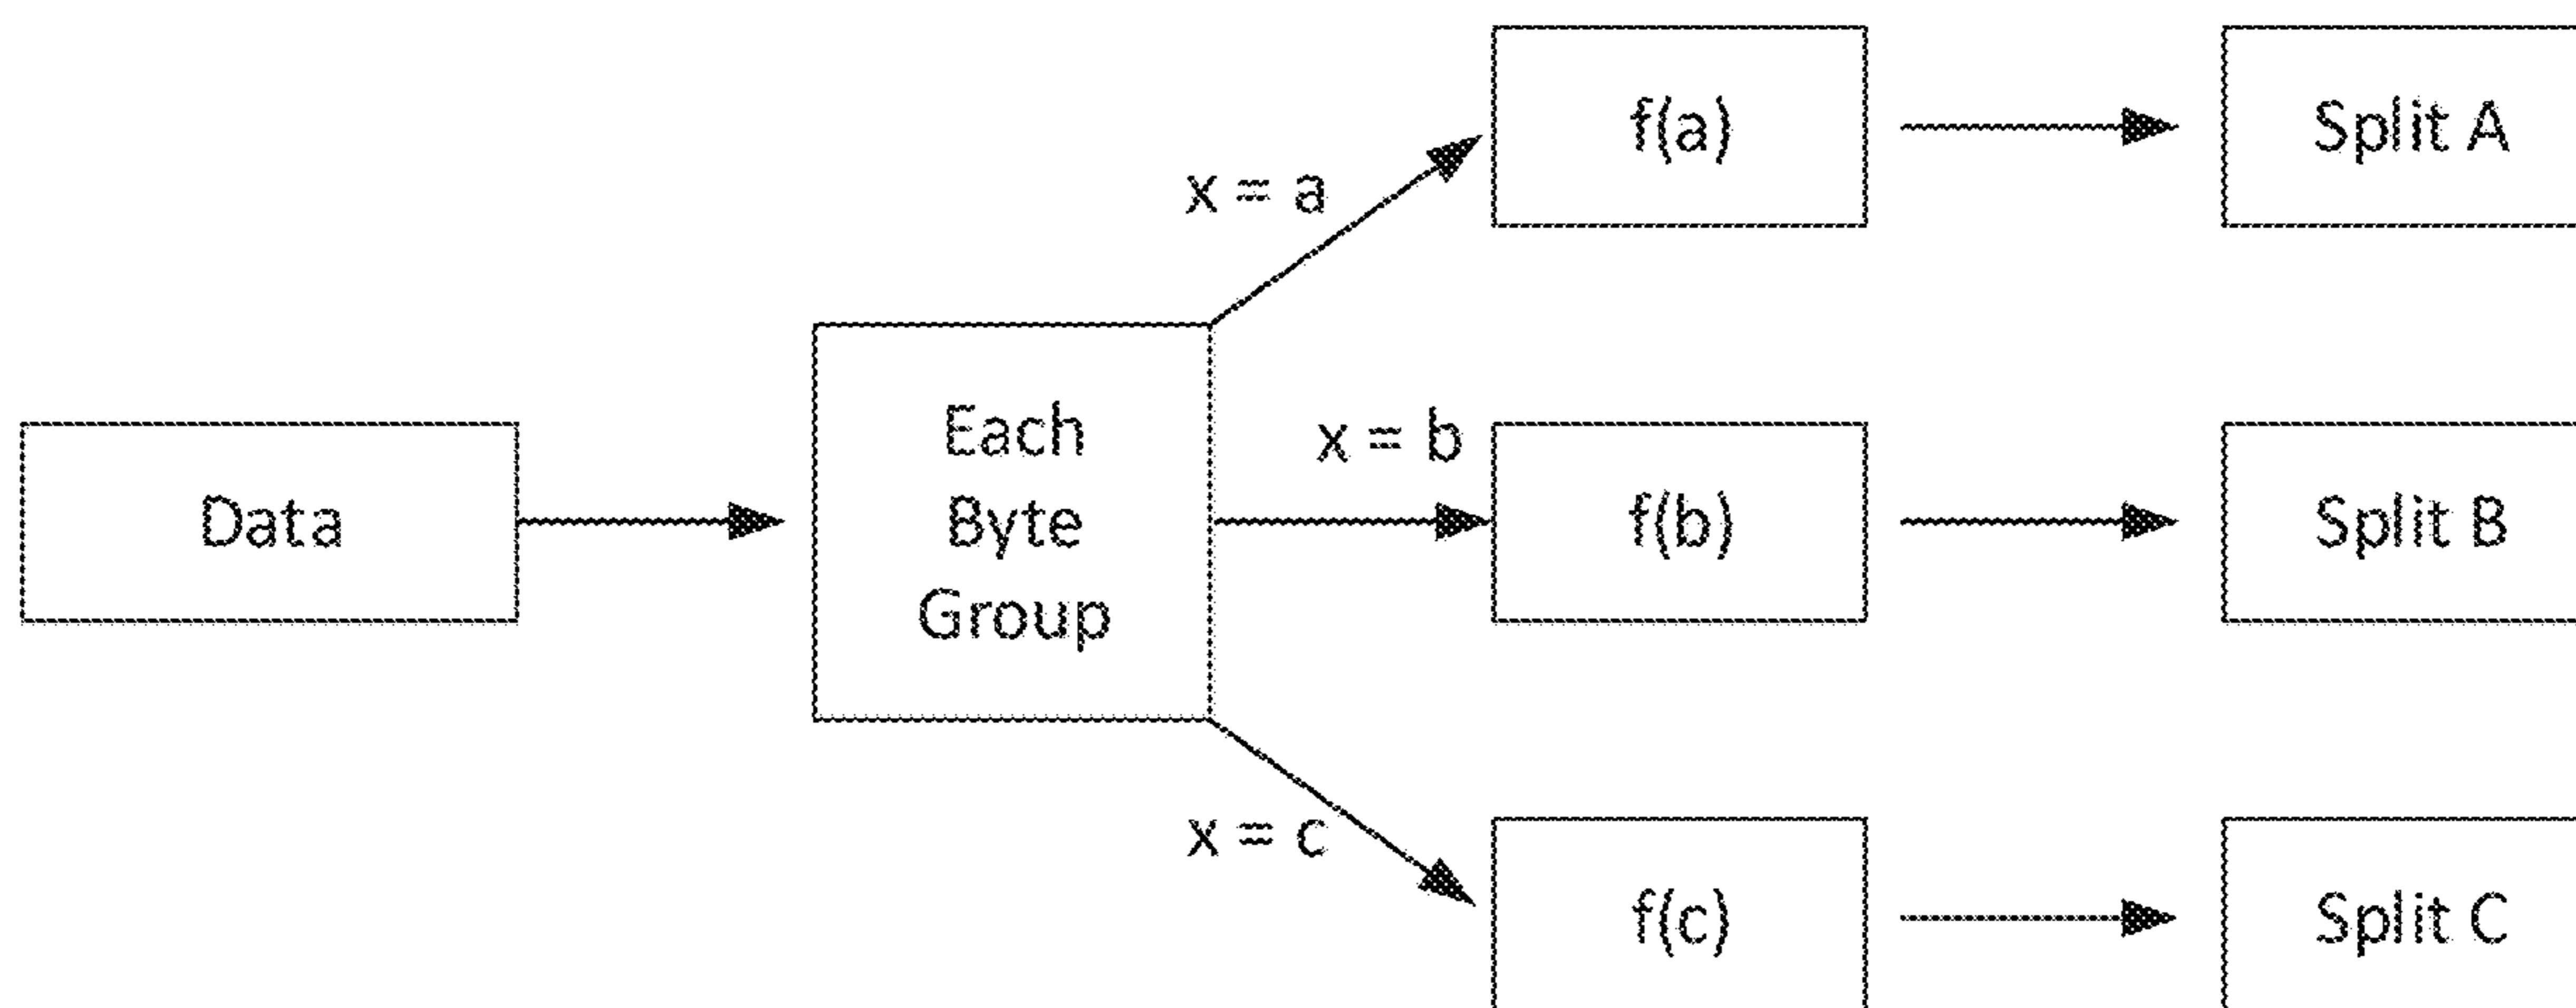 x = a
f(a)
Split A
Data
Each
Byte
Group
x = b
f(b)
Split B
x = c
f(c)
Split C